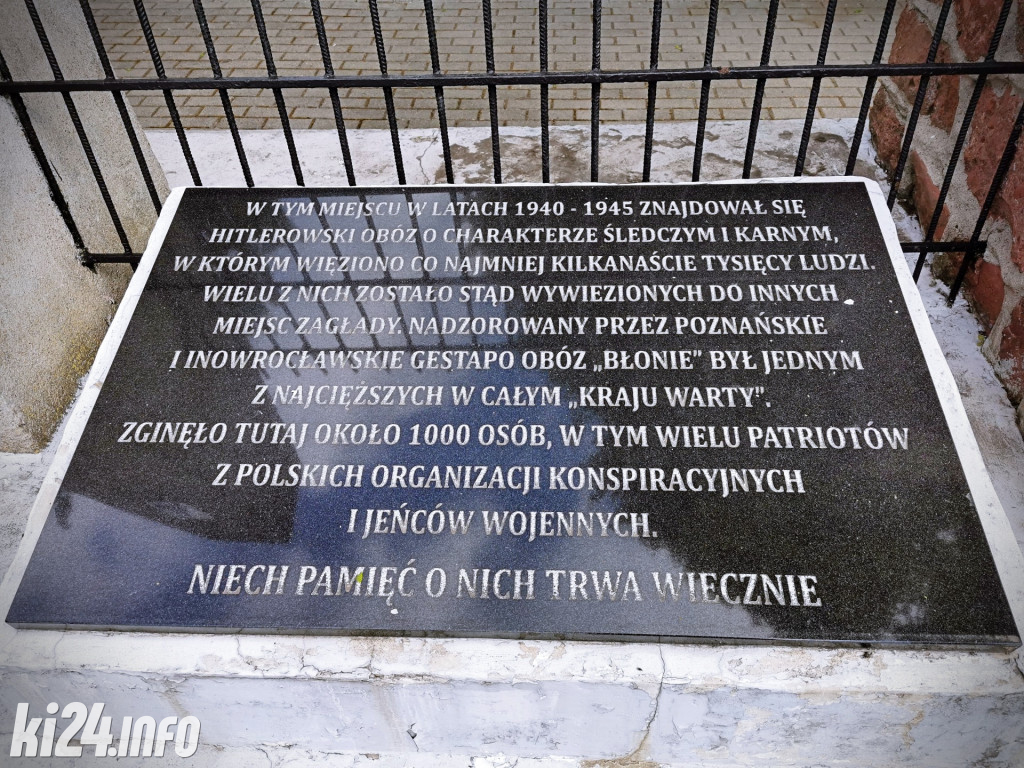 W TYM MIEJSCU W LATACH 1940 - 1945 ZNAJDOWAŁ SIĘ
HITLEROWSKI OBÓZ O CHARAKTERZE ŚLEDCZYM I KARNYM,
W KTÓRYM WIĘZIONO CO NAJMNIEJ KILKANAŚCIE TYSIĘCY LUDZI.
WIELU Z NICH ZOSTAŁO STĄD WYWIEZIONYCH DO INNYCH
MIEJSC ZAGŁADY. NADZOROWANY PRZEZ POZNAŃSKIE
I INOWROCŁAWSKIE GESTAPO OBÓZ „BŁONIE” BYŁ JEDNYM
Z NAJCIĘŻSZYCH W CAŁYM „KRAJU WARTY”.
ZGINĘŁO TUTAJ OKOŁO 1000 OSÓB, W TYM WIELU PATRIOTÓW
Z POLSKICH ORGANIZACJI KONSPIRACYJNYCH
I JEŃCÓW WOJENNYCH.
NIECH PAMIĘĆ O NICH TRWA WIECZNIE
ki24.info